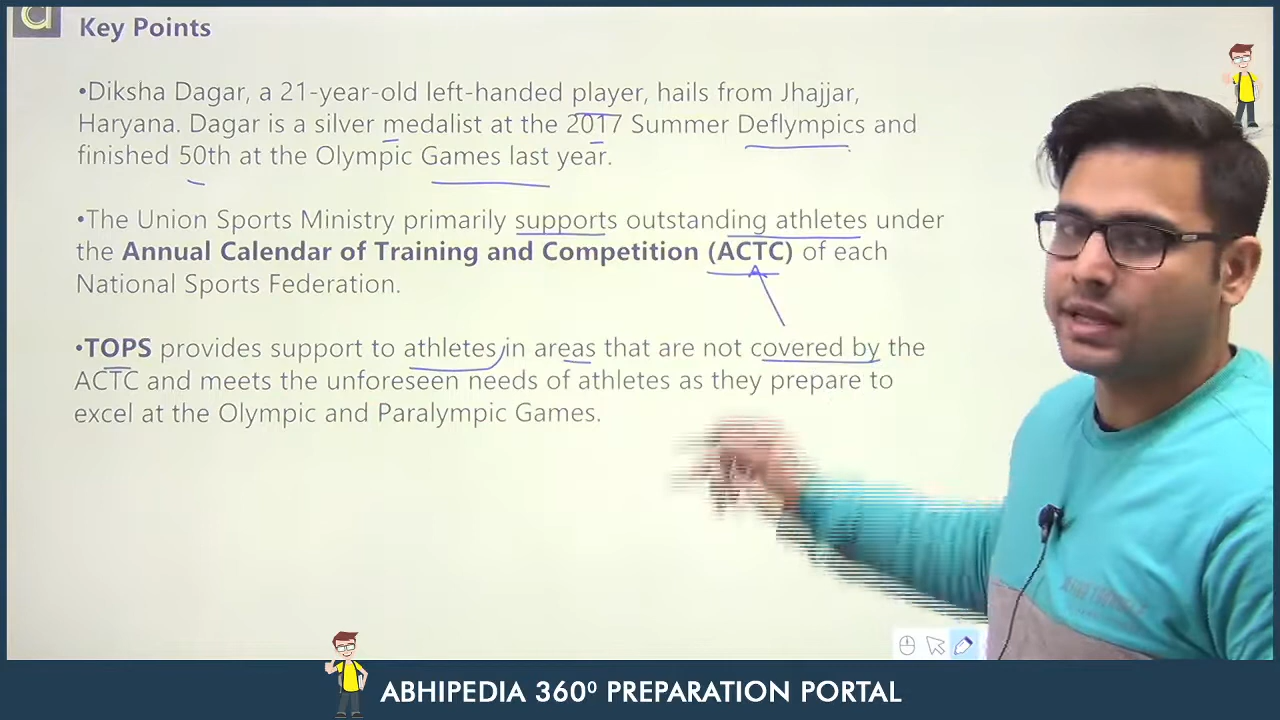 a
Key Points
•Diksha Dagar, a 21-year-old left-handed player, hails from Jhajjar,
Haryana. Dagar is a silver medalist at the 2017 Summer Deflympics and
finished 50th at the Olympic Games last year.
•The Union Sports Ministry primarily supports outstanding athletes under
the Annual Calendar of Training and Competition (ACTC) of each
National Sports Federation.
•TOPS provides support to athletes in areas that are not covered by the
ACTC and meets the unforeseen needs of athletes as they prepare to
excel at the Olympic and Paralympic Games.
ABHIPEDIA 360⁰ PREPARATION PORTAL